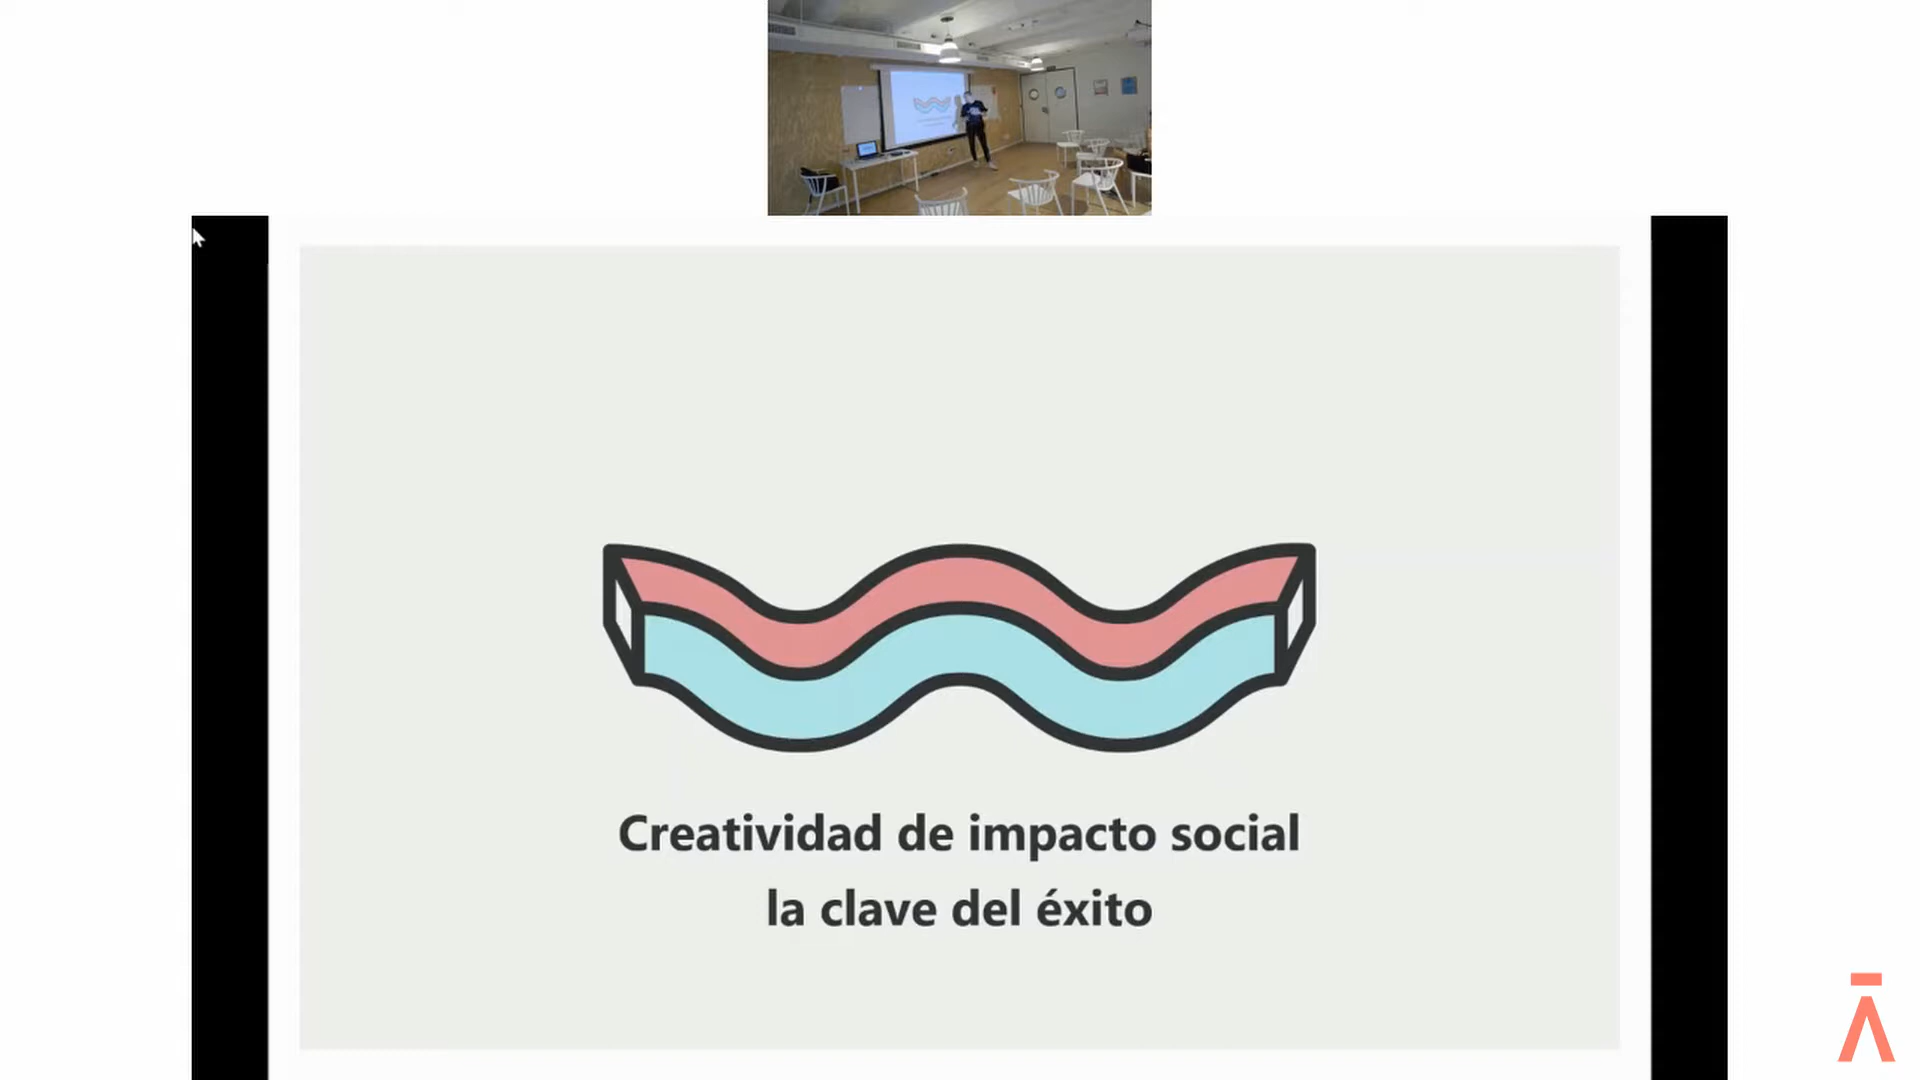 Creatividad de impacto social
la clave del éxito